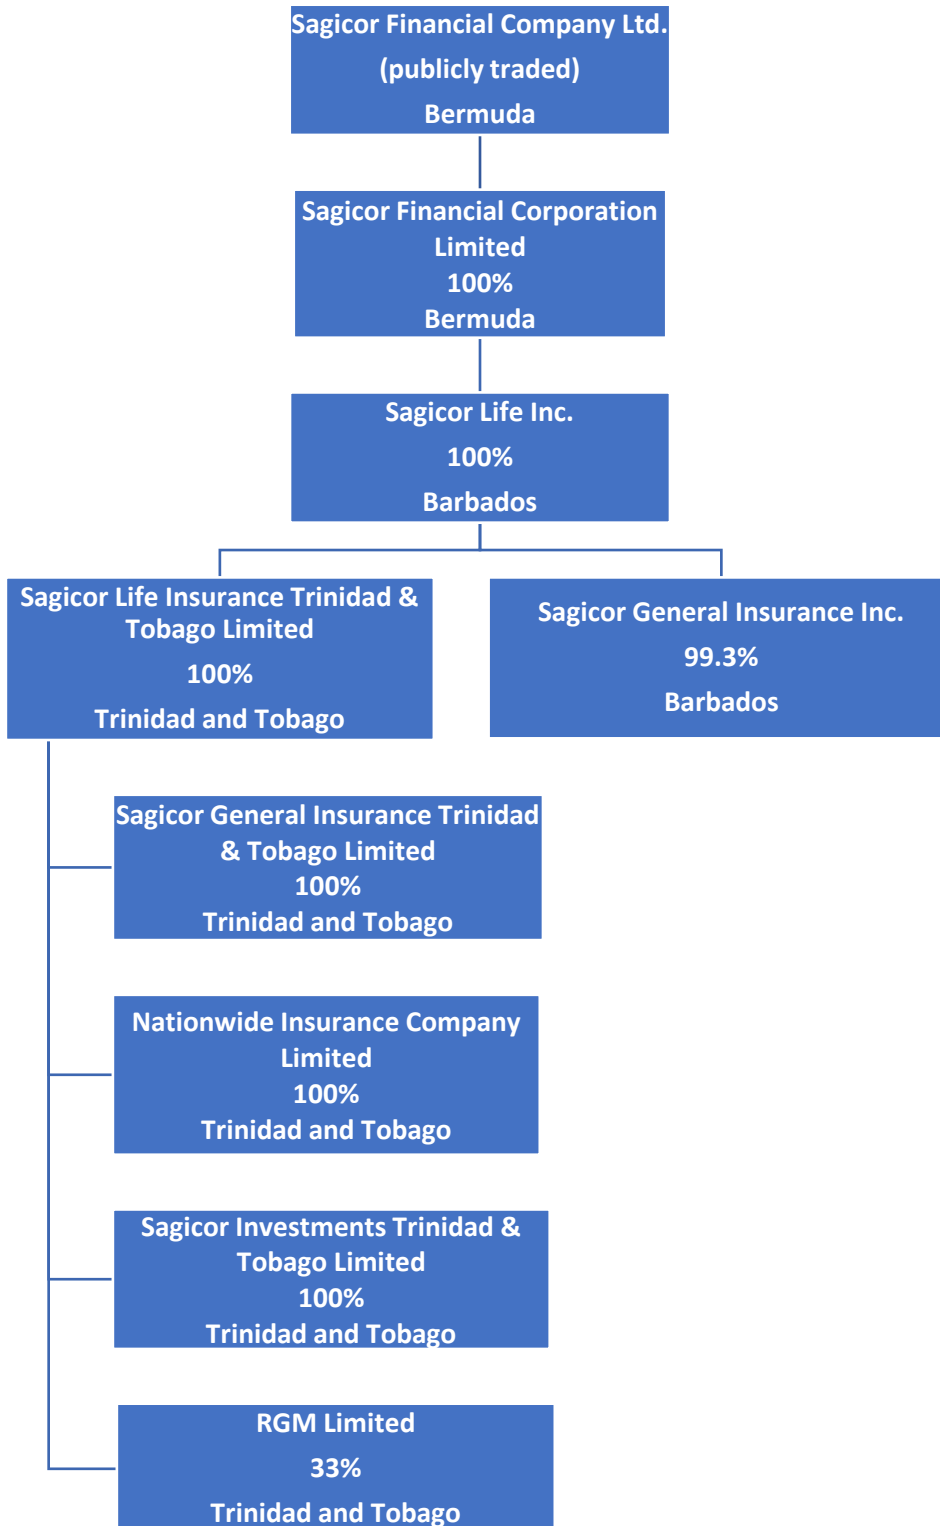 Sagicor Financial Company Ltd.
(publicly traded)
Bermuda
Sagicor Financial Corporation
Limited
100%
Bermuda
Sagicor Life Inc.
100%
Barbados
Sagicor Life Insurance Trinidad &
Tobago Limited
100%
Trinidad and Tobago
Sagicor General Insurance Inc.
99.3%
Barbados
Sagicor General Insurance Trinidad
& Tobago Limited
100%
Trinidad and Tobago
Nationwide Insurance Company
Limited
100%
Trinidad and Tobago
Sagicor Investments Trinidad &
Tobago Limited
100%
Trinidad and Tobago
RGM Limited
33%
Trinidad and Tobago